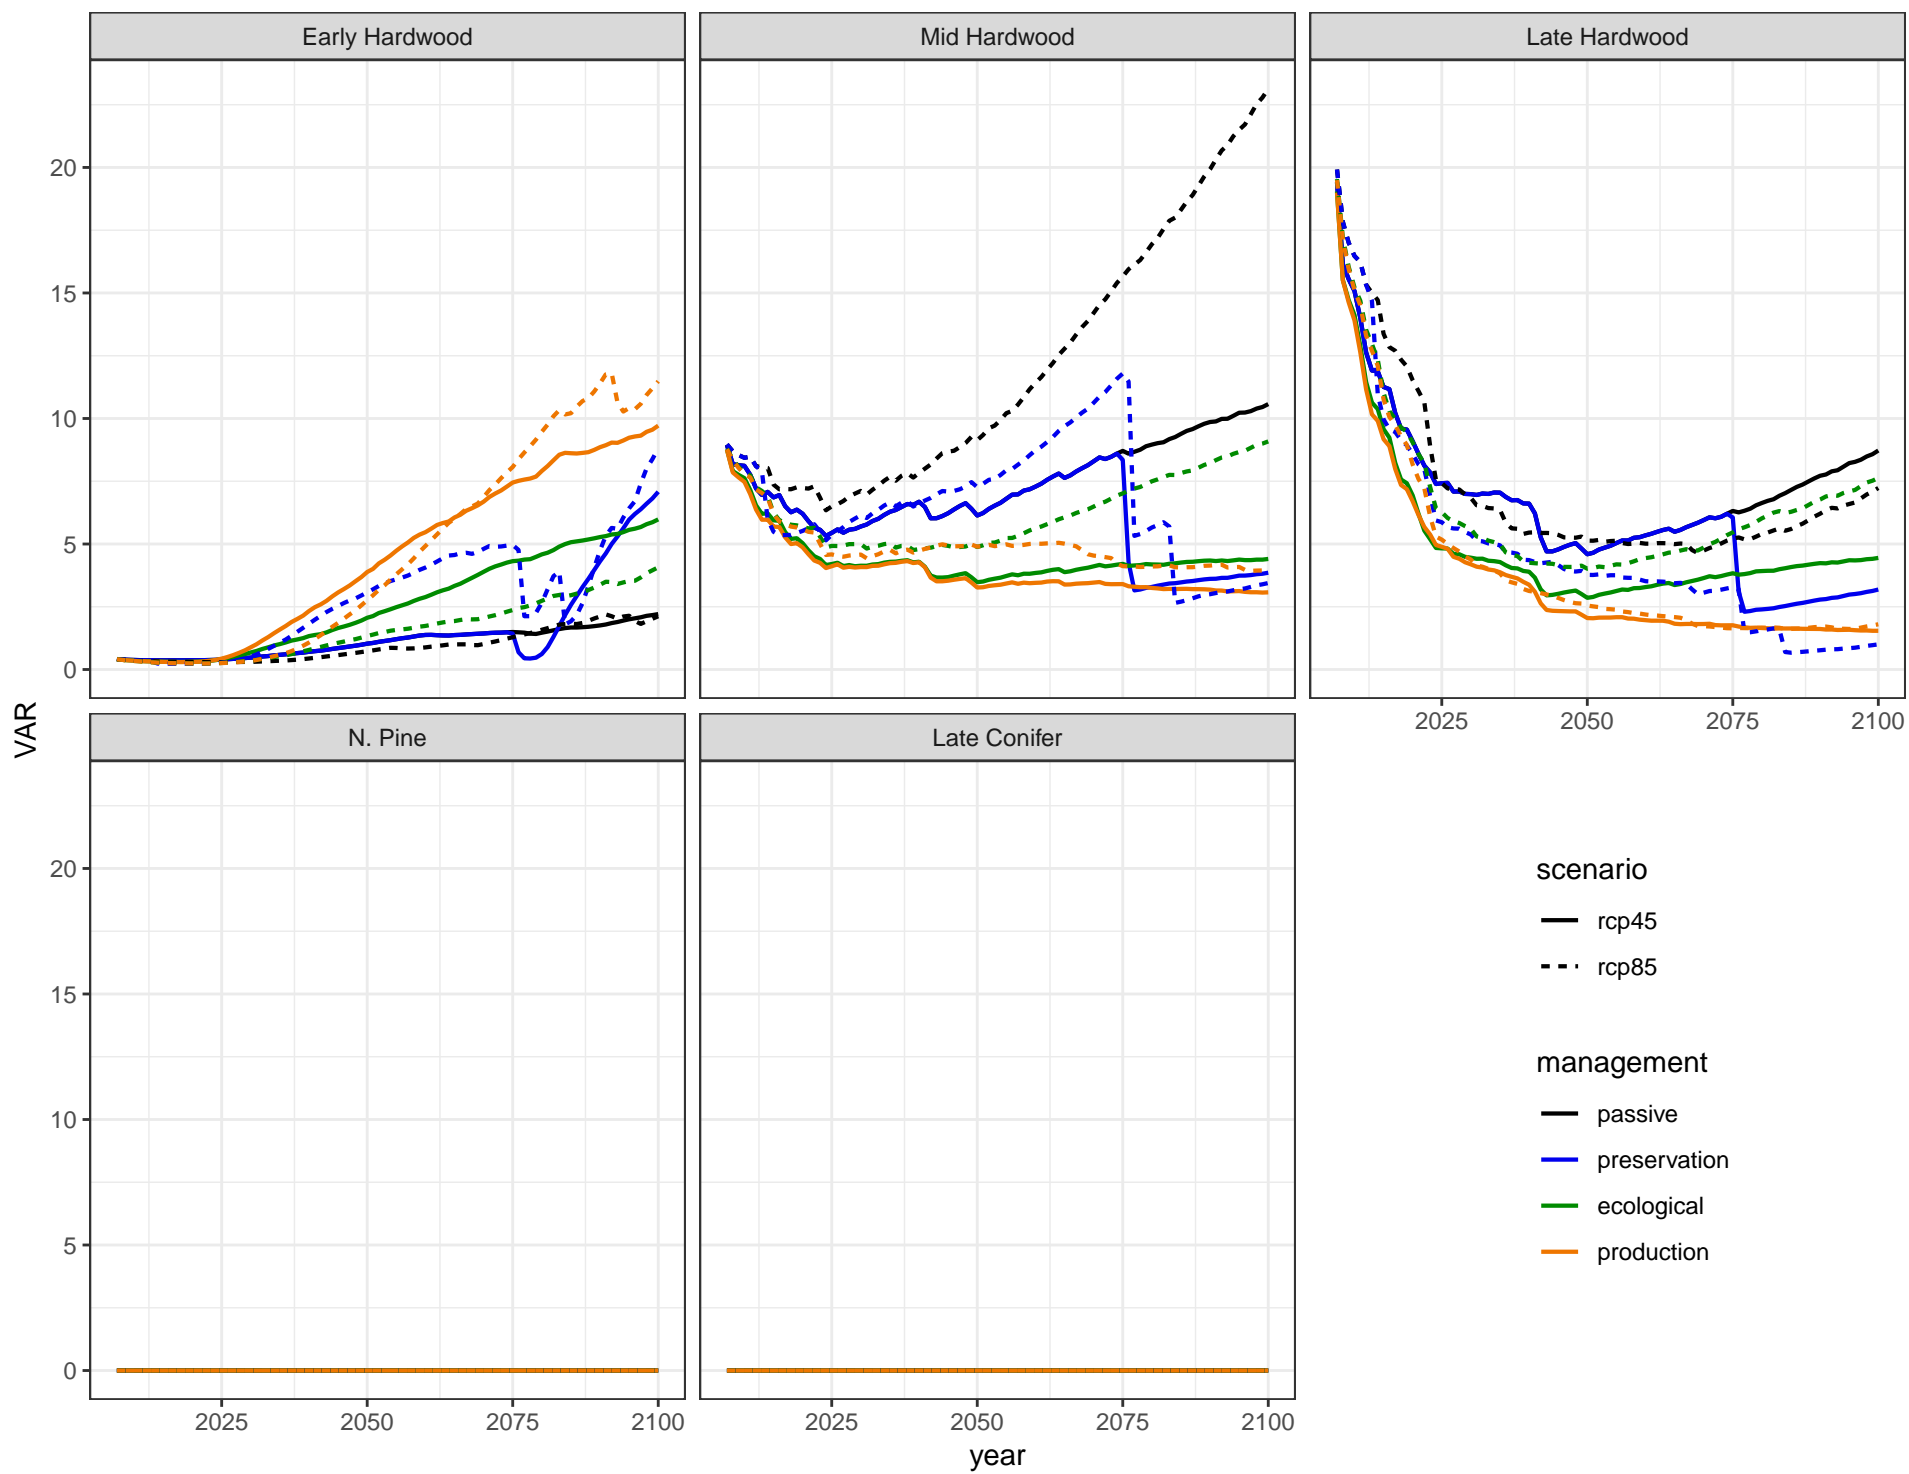 Early Hardwood
Mid Hardwood
Late Hardwood
20
15
10
5
0
2025 2050 2075 2100
N. Pine
Late Conifer
VAR
20
15
10
5
0
2025 2050 2075 2100
2025 2050 2075 2100
year
scenario
rcp45
rcp85
management
passive
preservation
ecological
production